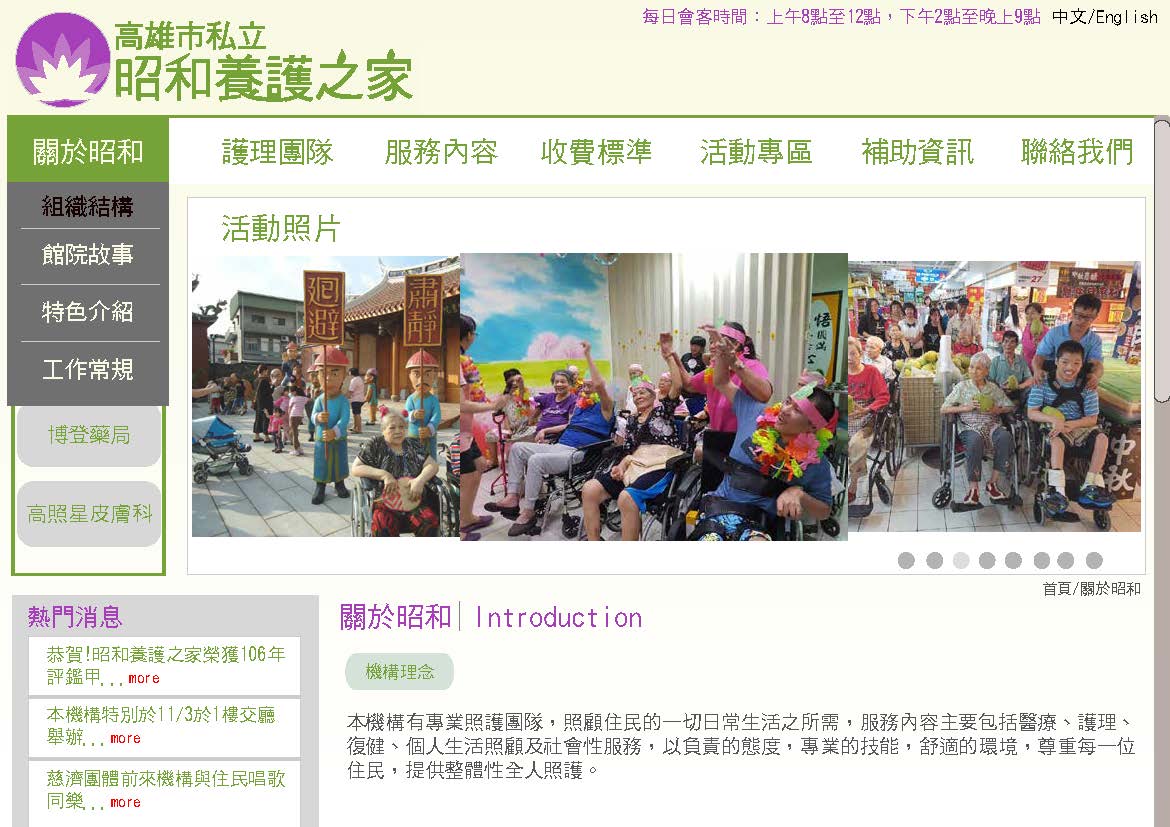 每日會客時間：上午8點至12點，下午2點至晚上9點 中文/English
高雄市私立
昭和養護之家
關於昭和 護理團隊 服務內容 收費標準 活動專區 補助資訊 聯絡我們
組織結構
館院故事
特色介紹
工作常規
博登藥局
高照星皮膚科
活動照片
迴避
肅靜
悟
中秋
27
首頁/關於昭和
熱門消息
恭賀!昭和養護之家榮獲106年
評鑑甲...more
本機構特別於11/3於1樓交廳
舉辦...more
慈濟團體前來機構與住民唱歌
同樂...more
關於昭和│Introduction
機構理念
本機構有專業照護團隊，照顧住民的一切日常生活之所需，服務內容主要包括醫療、護理、
復健、個人生活照顧及社會性服務，以負責的態度，專業的技能，舒適的環境，尊重每一位
住民，提供整體性全人照護。